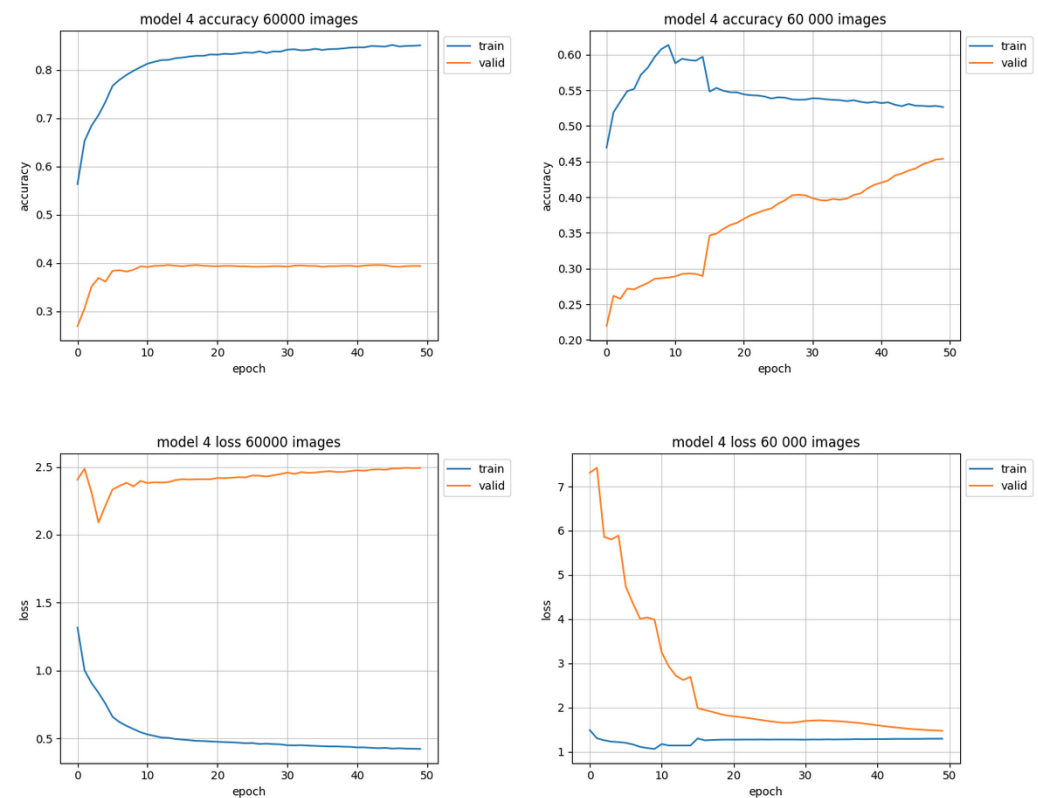 model 4 accuracy 60000 images
train
valid
0.8
0.7
0.6
0.5
0.4
0.3
accuracy
0 10 20 30 40 50
epoch
model 4 accuracy 60 000 images
train
valid
0.60
0.55
0.50
0.45
0.40
0.35
0.30
0.25
0.20
accuracy
0 10 20 30 40 50
epoch
model 4 loss 60000 images
train
valid
2.5
2.0
1.5
1.0
0.5
loss
0 10 20 30 40 50
epoch
model 4 loss 60 000 images
train
valid
7
6
5
4
3
2
1
loss
0 10 20 30 40 50
epoch